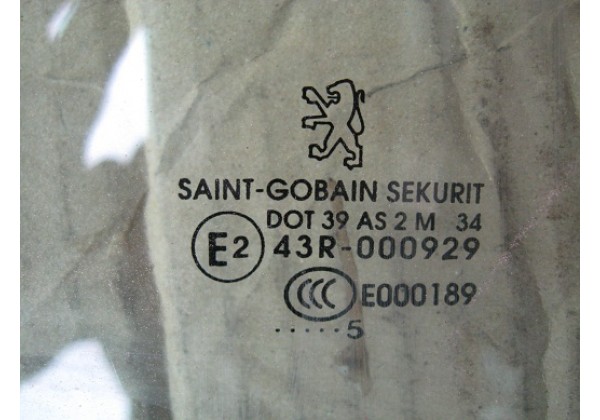 SAINT-GOBAIN SEKURIT
DOT 39 AS 2 M 34
E2 43R-000929
CCC E000189
.....5